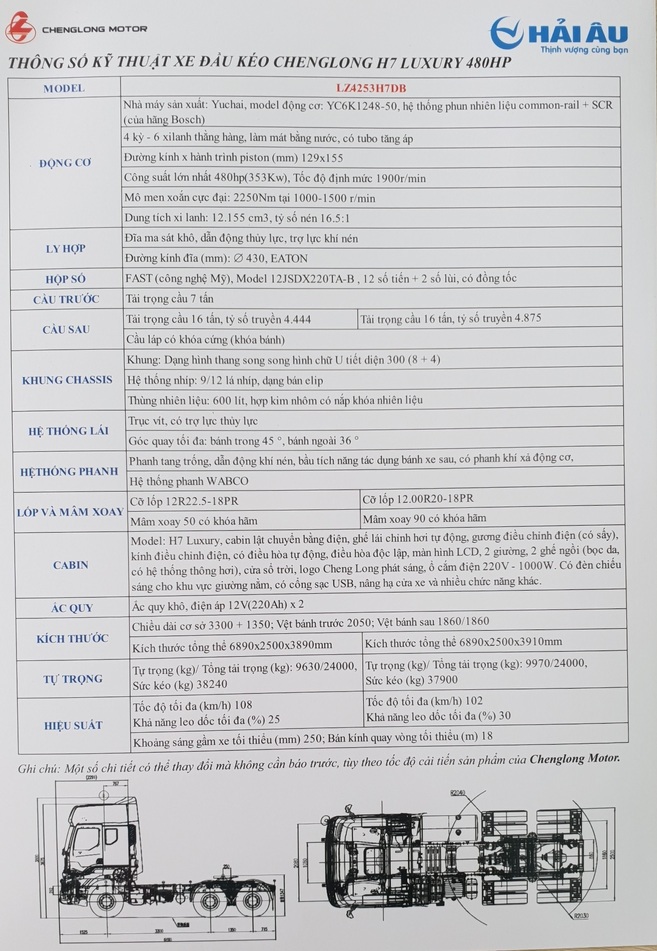 CHENGLONG MOTOR
HẢI ÂU
Thịnh vượng cùng bạn
THÔNG SỐ KỸ THUẬT XE ĐẦU KÉO CHENGLONG H7 LUXURY 480HP
MODEL
LZ4253H7DB
ĐỘNG CƠ
Nhà máy sản xuất: Yuchai, model động cơ: YC6K1248-50, hệ thống phun nhiên liệu common-rail + SCR
(của hãng Bosch)
4 kỳ - 6 xilanh thẳng hàng, làm mát bằng nước, có tubo tăng áp
Đường kính x hành trình piston (mm) 129x155
Công suất lớn nhất 480hp(353Kw), Tốc độ định mức 1900r/min
Mô men xoắn cực đại: 2250Nm tại 1000-1500 r/min
Dung tích xi lanh: 12.155 cm3, tỷ số nén 16.5:1
LY HỢP
Đĩa ma sát khô, dẫn động thủy lực, trợ lực khí nén
Đường kính đĩa (mm): ∅ 430, EATON
HỘP SỐ
FAST (công nghệ Mỹ), Model 12JSDX220TA-B , 12 số tiến + 2 số lùi, có đồng tốc
CẦU TRƯỚC
Tải trọng cầu 7 tấn
CẦU SAU
Tải trọng cầu 16 tấn, tỷ số truyền 4.444
Tải trọng cầu 16 tấn, tỷ số truyền 4.875
Cầu láp có khóa cứng (khóa bánh)
KHUNG CHASSIS
Khung: Dạng hình thang song song hình chữ U tiết diện 300 (8 + 4)
Hệ thống nhíp: 9/12 lá nhíp, dạng bán elip
Thùng nhiên liệu: 600 lít, hợp kim nhôm có nắp khóa nhiên liệu
HỆ THỐNG LÁI
Trục vít, có trợ lực thủy lực
Góc quay tối đa: bánh trong 45 °, bánh ngoài 36 °
HỆTHỐNG PHANH
Phanh tang trống, dẫn động khí nén, bầu tích năng tác dụng bánh xe sau, có phanh khí xả động cơ,
Hệ thống phanh WABCO
LỐP VÀ MÂM XOAY
Cỡ lốp 12R22.5-18PR
Cỡ lốp 12.00R20-18PR
Mâm xoay 50 có khóa hãm
Mâm xoay 90 có khóa hãm
CABIN
Model: H7 Luxury, cabin lật chuyển bằng điện, ghế lái chỉnh hơi tự động, gương điều chỉnh điện (có sấy),
kính điều chỉnh điện, có điều hòa tự động, điều hòa độc lập, màn hình LCD, 2 giường, 2 ghế ngồi (bọc da,
có hệ thống thông hơi), cửa sổ trời, logo Cheng Long phát sáng, ổ cắm điện 220V - 1000W. Có đèn chiếu
sáng cho khu vực giường nằm, có cổng sạc USB, nâng hạ cửa xe và nhiều chức năng khác.
ẮC QUY
Ắc quy khô, điện áp 12V(220Ah) x 2
KÍCH THƯỚC
Chiều dài cơ sở 3300 + 1350; Vệt bánh trước 2050; Vệt bánh sau 1860/1860
Kích thước tổng thể 6890x2500x3890mm
Kích thước tổng thể 6890x2500x3910mm
TỰ TRỌNG
Tự trọng (kg)/ Tổng tải trọng (kg): 9630/24000,
Sức kéo (kg) 38240
Tự trọng (kg)/ Tổng tải trọng (kg): 9970/24000,
Sức kéo (kg) 37900
HIỆU SUẤT
Tốc độ tối đa (km/h) 108
Khả năng leo dốc tối đa (%) 25
Tốc độ tối đa (km/h) 102
Khả năng leo dốc tối đa (%) 30
Khoảng sáng gầm xe tối thiểu (mm) 250; Bán kính quay vòng tối thiểu (m) 18
Ghi chú: Một số chi tiết có thể thay đổi mà không cần báo trước, tùy theo tốc độ cải tiến sản phẩm của Chenglong Motor.